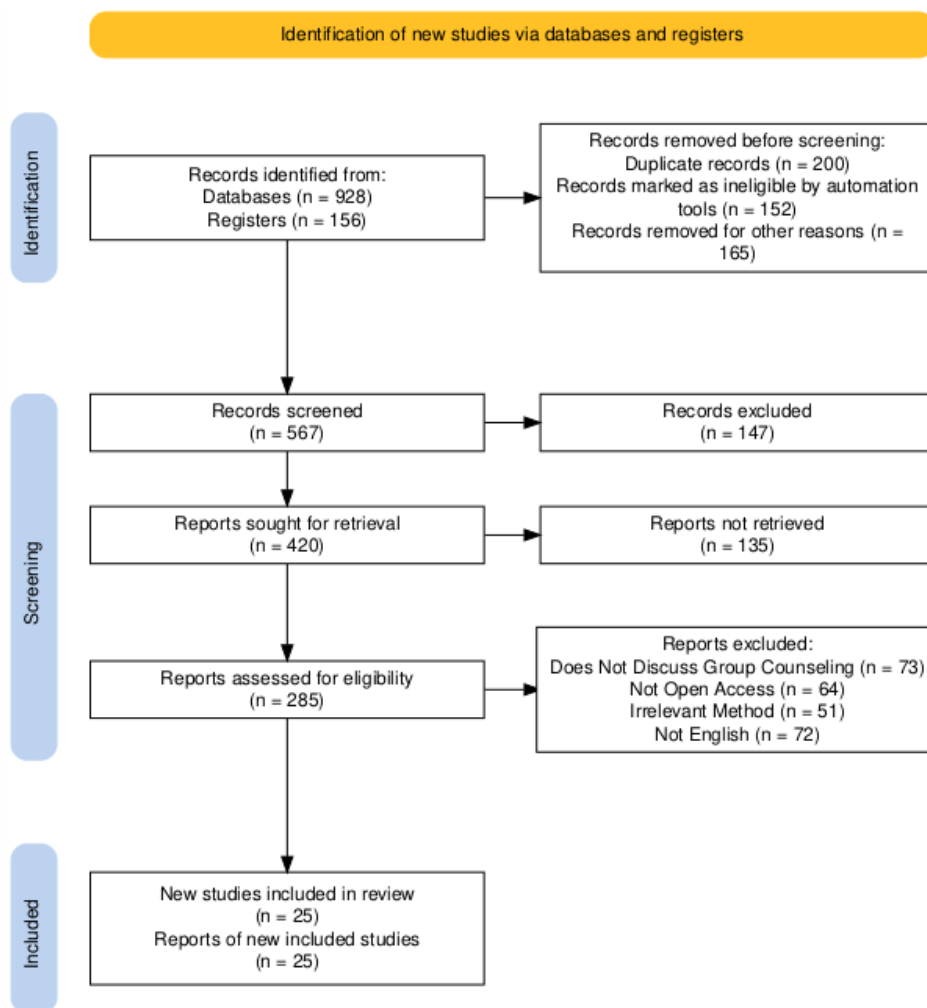 Identification of new studies via databases and registers
Identification
Records identified from:
Databases (n = 928)
Registers (n = 156)
Records removed before screening:
Duplicate records (n = 200)
Records marked as ineligible by automation
tools (n = 152)
Records removed for other reasons (n =
165)
Screening
Records screened
(n = 567)
Records excluded
(n = 147)
Reports sought for retrieval
(n = 420)
Reports not retrieved
(n = 135)
Reports assessed for eligibility
(n = 285)
Reports excluded:
Does Not Discuss Group Counseling (n = 73)
Not Open Access (n = 64)
Irrelevant Method (n = 51)
Not English (n = 72)
Included
New studies included in review
(n = 25)
Reports of new included studies
(n = 25)